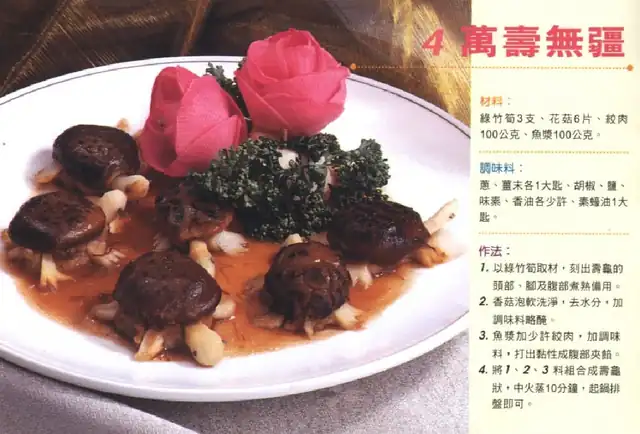 4 萬壽無疆
材料：
綠竹筍3支、花菇6片、絞肉
100公克、魚漿100公克。
調味料：
蔥、薑末各1大匙、胡椒、鹽、
味素、香油各少許、素蠔油1大
匙。
作法：
1. 以綠竹筍取材，刻出壽龜的
頭部、腳及腹部煮熟備用。
2. 香菇泡軟洗淨，去水分，加
調味料略醃。
3. 魚漿加少許絞肉，加調味
料，打出黏性成腹部夾餡。
4. 將1、2、3 料組合成壽龜
狀，中火蒸10分鐘，起鍋排
盤即可。